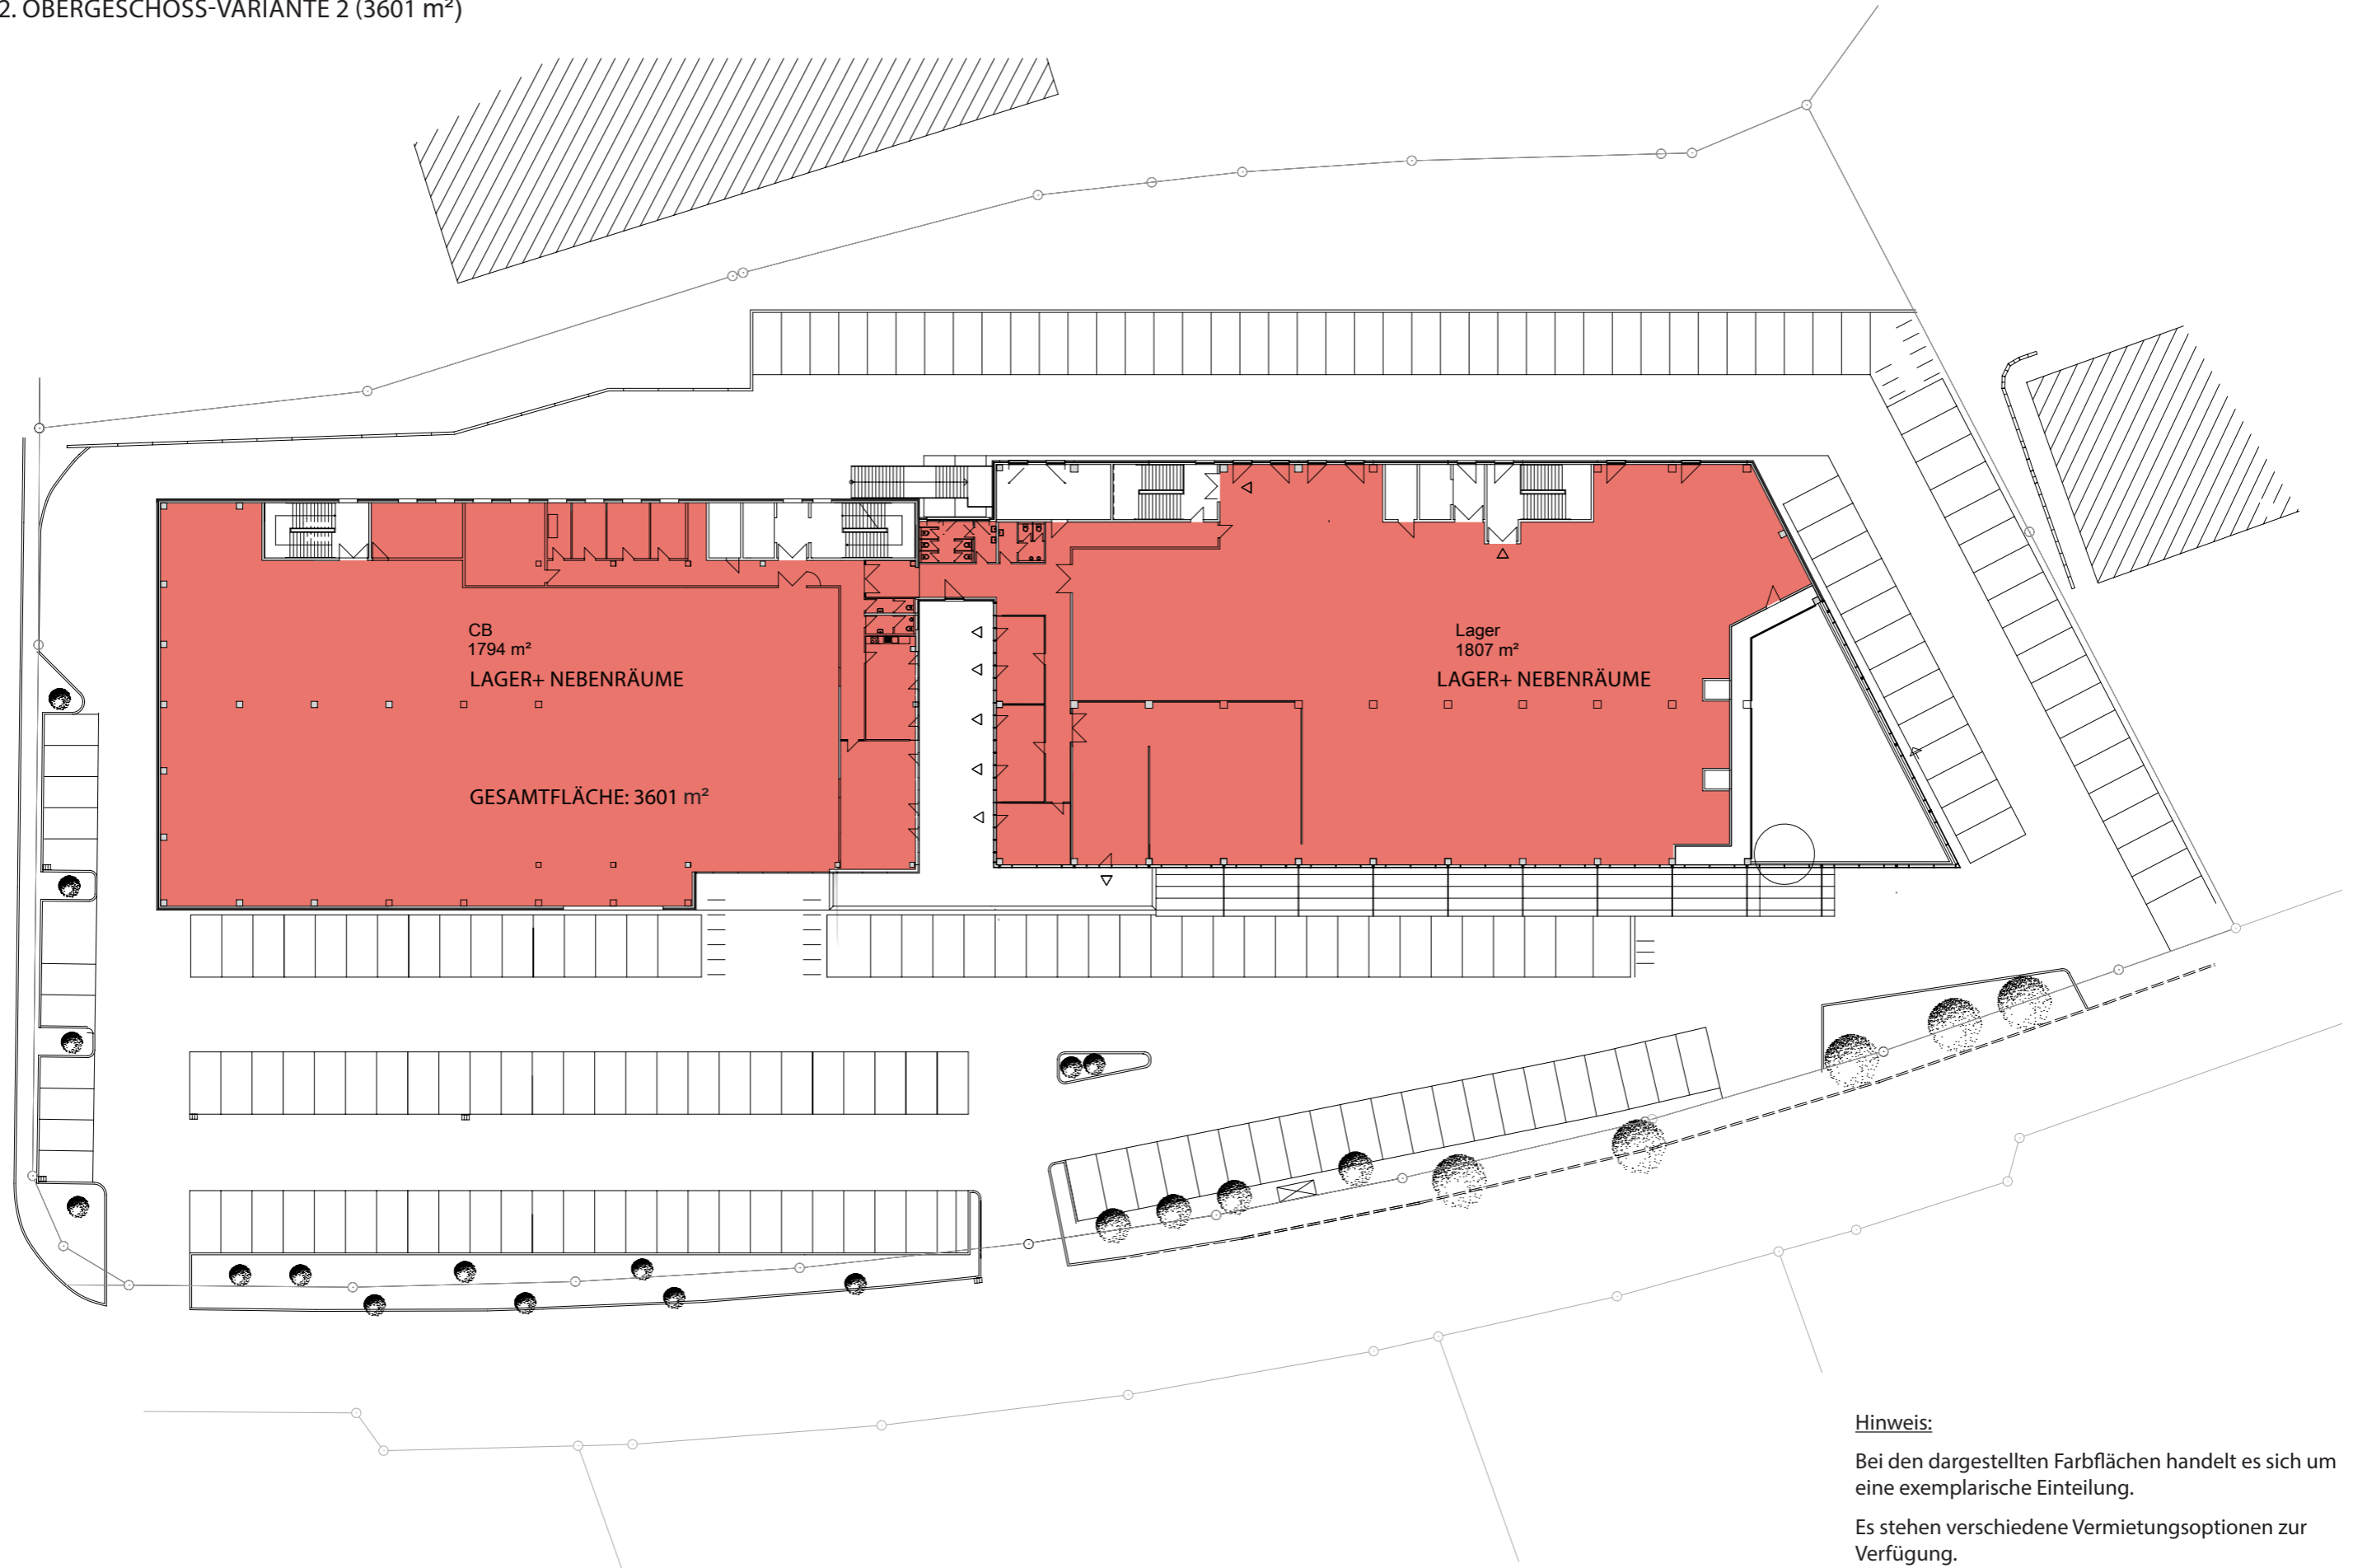 2. OBERGESCHOSS-VARIANTE 2 (3601 m²)
CB
1794 m²
LAGER+ NEBENRÄUME
GESAMTFLÄCHE: 3601 m²
Lager
1807 m²
LAGER+ NEBENRÄUME
Hinweis:
Bei den dargestellten Farbflächen handelt es sich um
eine exemplarische Einteilung.
Es stehen verschiedene Vermietungsoptionen zur
Verfügung.